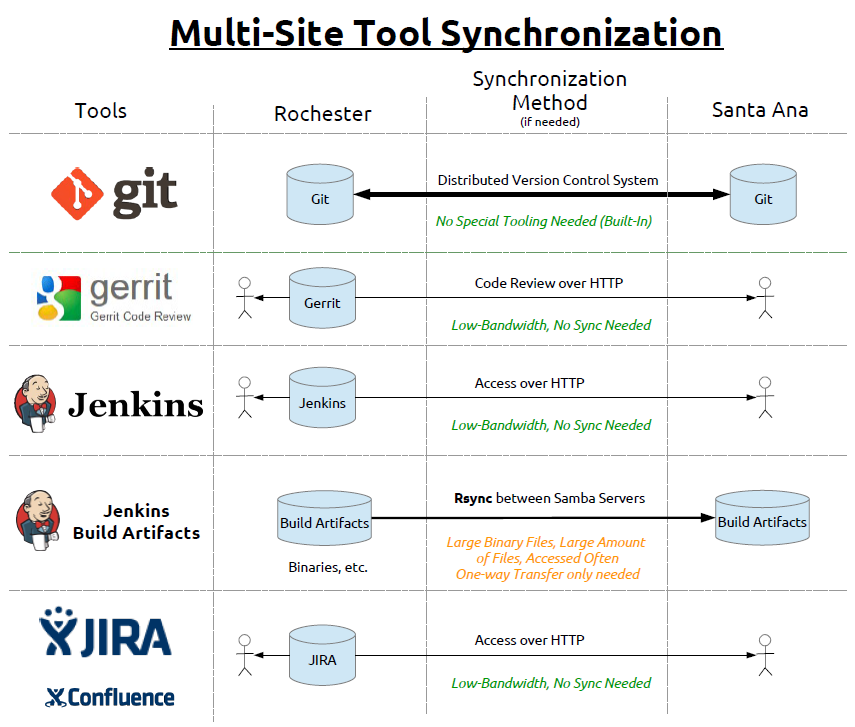 Multi-Site Tool Synchronization
Tools
Rochester
Synchronization
Method
(if needed)
Santa Ana
git
Git
Distributed Version Control System
No Special Tooling Needed (Built-In)
Git
gerrit
Gerrit Code Review
Gerrit
Code Review over HTTP
Low-Bandwidth, No Sync Needed
Jenkins
Jenkins
Access over HTTP
Low-Bandwidth, No Sync Needed
Jenkins
Build Artifacts
Build Artifacts
Binaries, etc.
Rsync between Samba Servers
Large Binary Files, Large Amount
of Files, Accessed Often
One-way Transfer only needed
Build Artifacts
JIRA
Confluence
JIRA
Access over HTTP
Low-Bandwidth, No Sync Needed